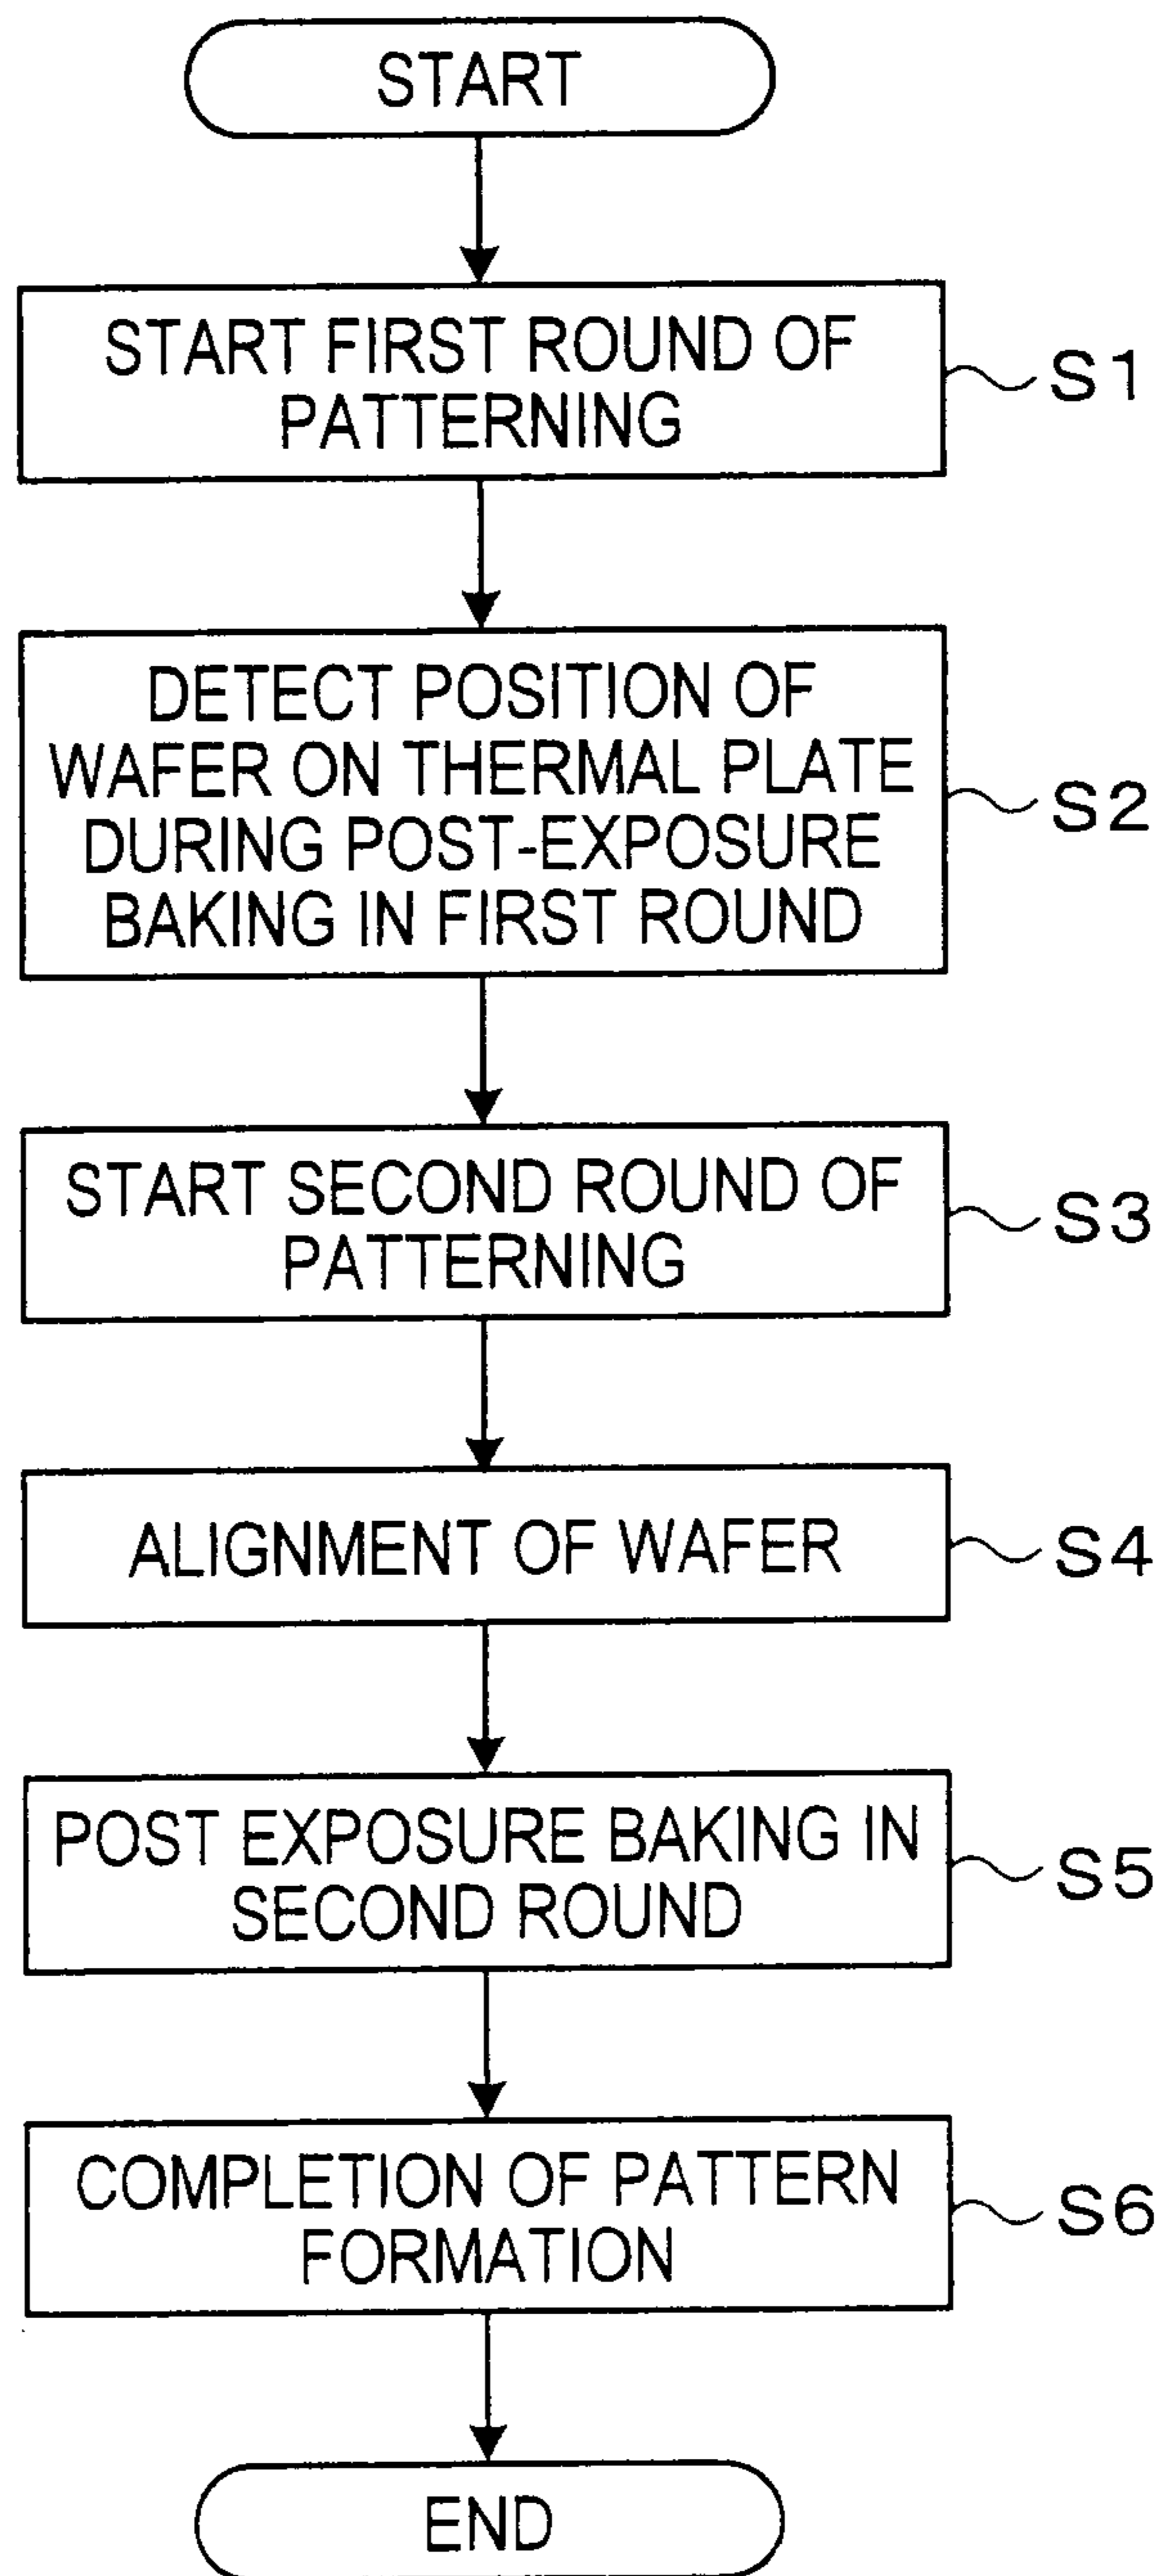 START
START FIRST ROUND OF
PATTERNING
S1
DETECT POSITION OF
WAFER ON THERMAL PLATE
DURING POST-EXPOSURE
BAKING IN FIRST ROUND
S2
START SECOND ROUND OF
PATTERNING
S3
ALIGNMENT OF WAFER
S4
POST EXPOSURE BAKING IN
SECOND ROUND
S5
COMPLETION OF PATTERN
FORMATION
S6
END